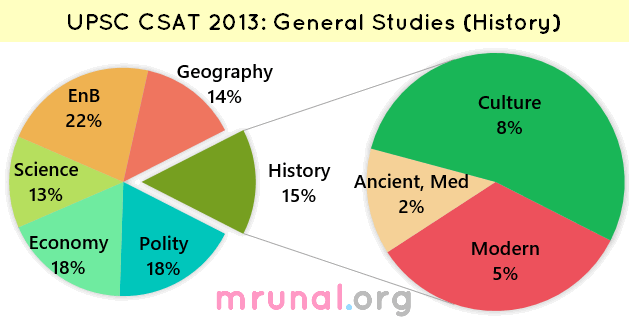 UPSC CSAT 2013: General Studies (History)
Geography
14%
EnB
22%
Science
13%
Economy
18%
Polity
18%
History
15%
Culture
8%
Ancient, Med
2%
Modern
5%
mrunal.org